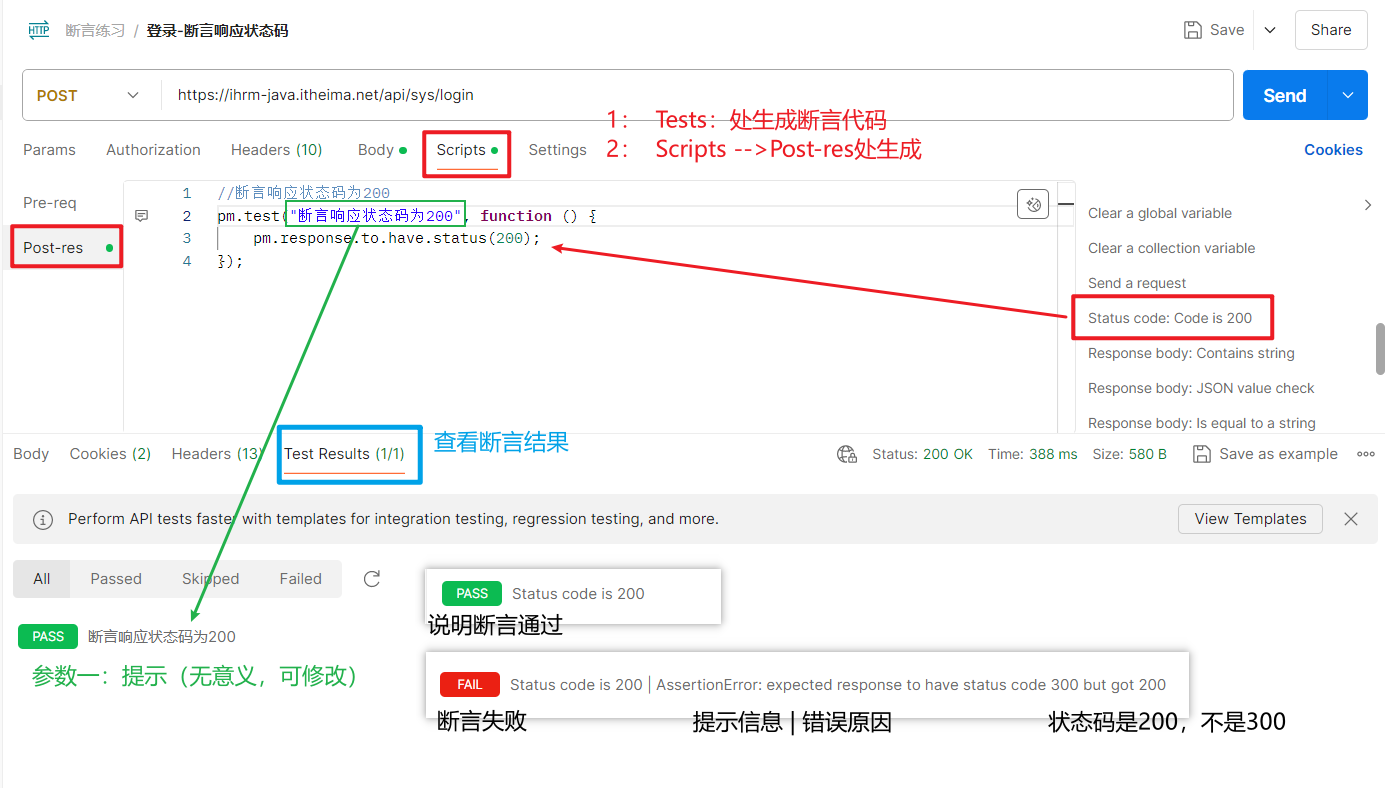 HTTP 断言练习 / 登录-断言响应状态码 Save Share
POST https://ihrm-java.itheima.net/api/sys/login Send
1： Tests：处生成断言代码
2： Scripts -->Post-res处生成
Params Authorization Headers (10) Body Scripts Settings Cookies
Pre-req
Post-res
1 //断言响应状态码为200
2 pm.test("断言响应状态码为200", function () {
3 pm.response.to.have.status(200);
4 });
Clear a global variable
Clear a collection variable
Send a request
Status code: Code is 200
Response body: Contains string
Response body: JSON value check
Response body: Is equal to a string
Body Cookies (2) Headers (13) Test Results (1/1) 查看断言结果 Status: 200 OK Time: 388 ms Size: 580 B Save as example
Perform API tests faster with templates for integration testing, regression testing, and more. View Templates
All Passed Skipped Failed
PASS Status code is 200
说明断言通过
PASS 断言响应状态码为200
参数一：提示（无意义，可修改）
FAIL Status code is 200 | AssertionError: expected response to have status code 300 but got 200
断言失败 提示信息 | 错误原因 状态码是200，不是300